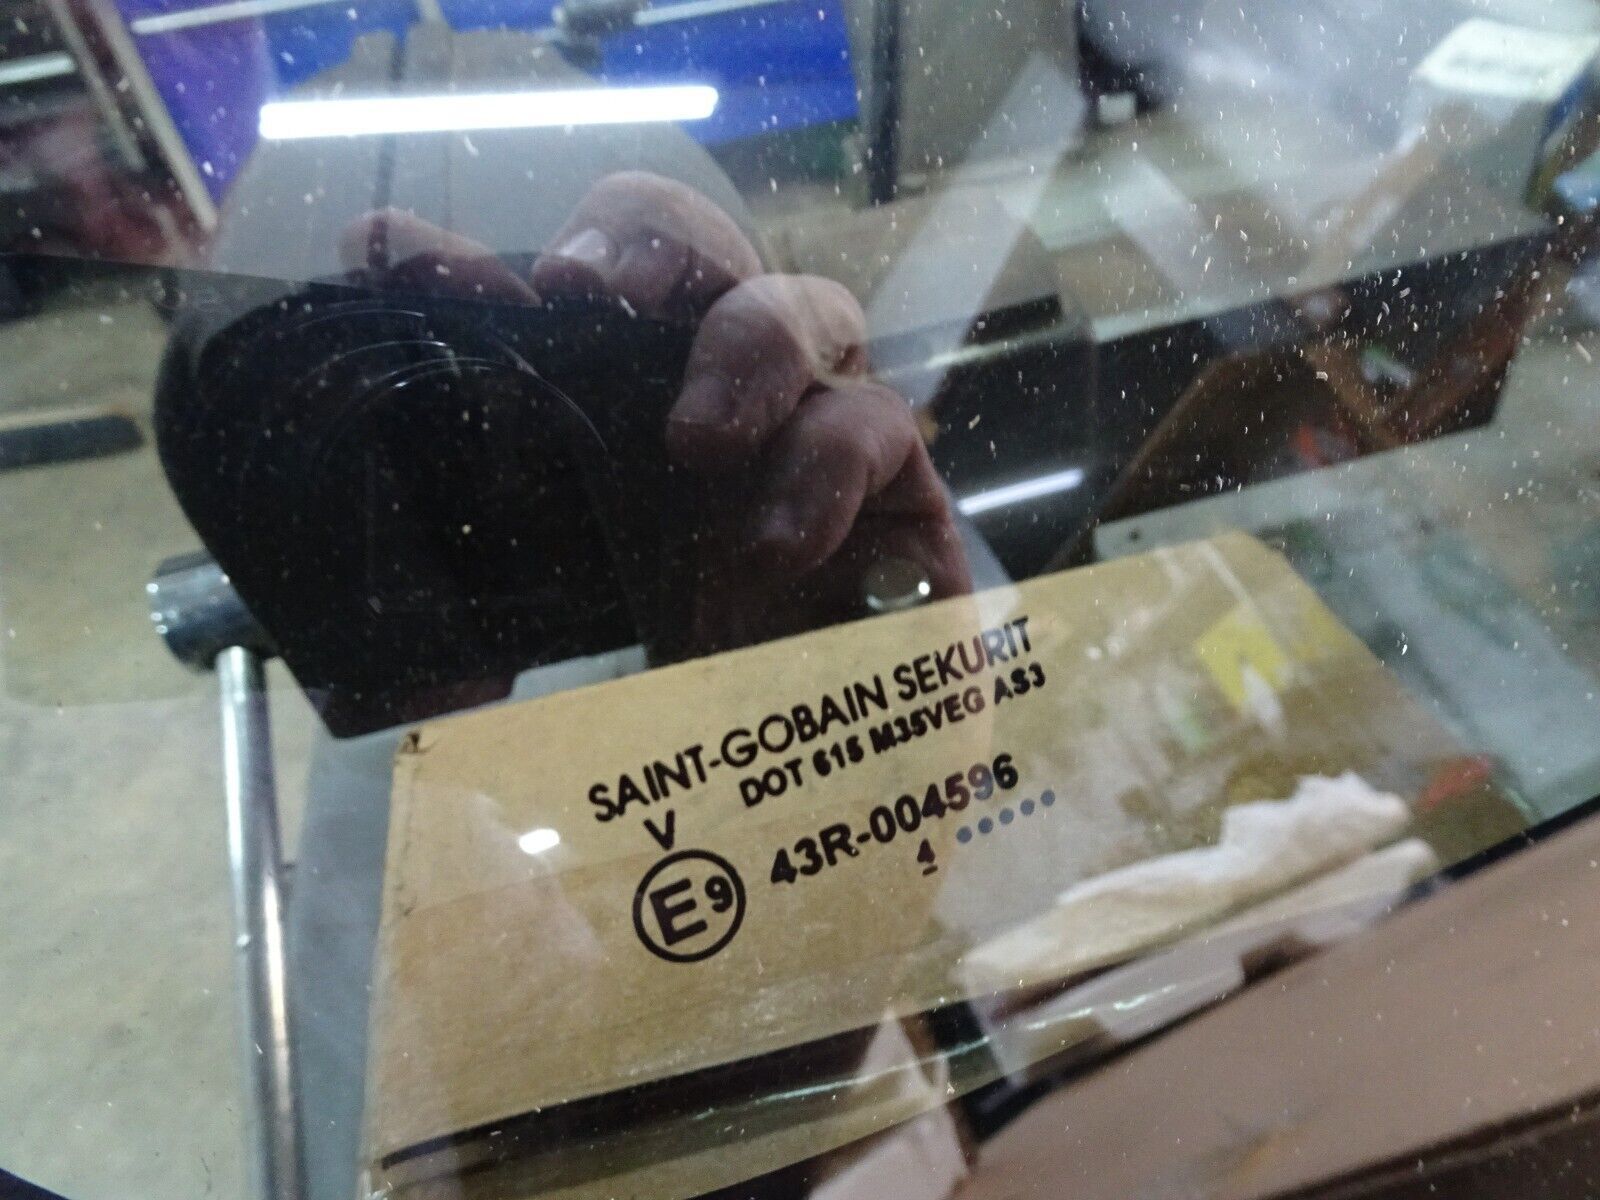 SAINT-GOBAIN SEKURIT
DOT 615 M35VEG AS3
V
E9 43R-004596
4 ......